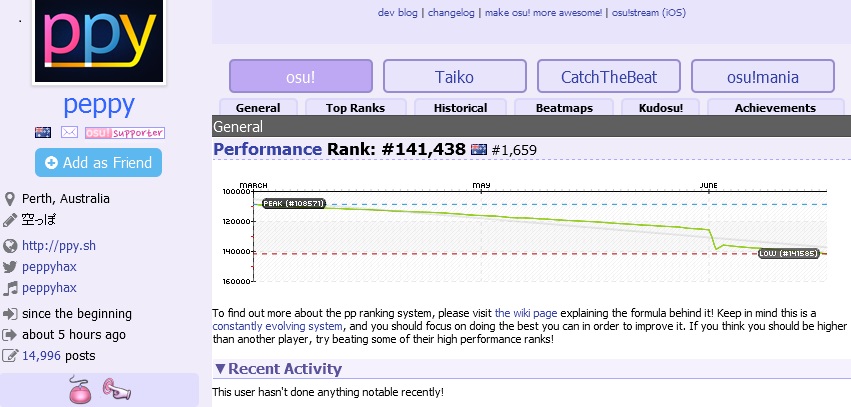 ppy
peppy
osu! supporter
Add as Friend
Perth, Australia
空っぽ
http://ppy.sh
peppyhax
peppyhax
since the beginning
about 5 hours ago
14,996 posts
dev blog | changelog | make osu! more awesome! | osu!stream (iOS)
osu! Taiko CatchTheBeat osu!mania
General Top Ranks Historical Beatmaps Kudosu! Achievements
General
Performance Rank: #141,438 #1,659
MARCH MAY JUNE
100000
PEAK (#108571)
120000
140000
LOW (#141585)
160000
To find out more about the pp ranking system, please visit the wiki page explaining the formula behind it! Keep in mind this is a
constantly evolving system, and you should focus on doing the best you can in order to improve it. If you think you should be higher
than another player, try beating some of their high performance ranks!
▼Recent Activity
This user hasn't done anything notable recently!